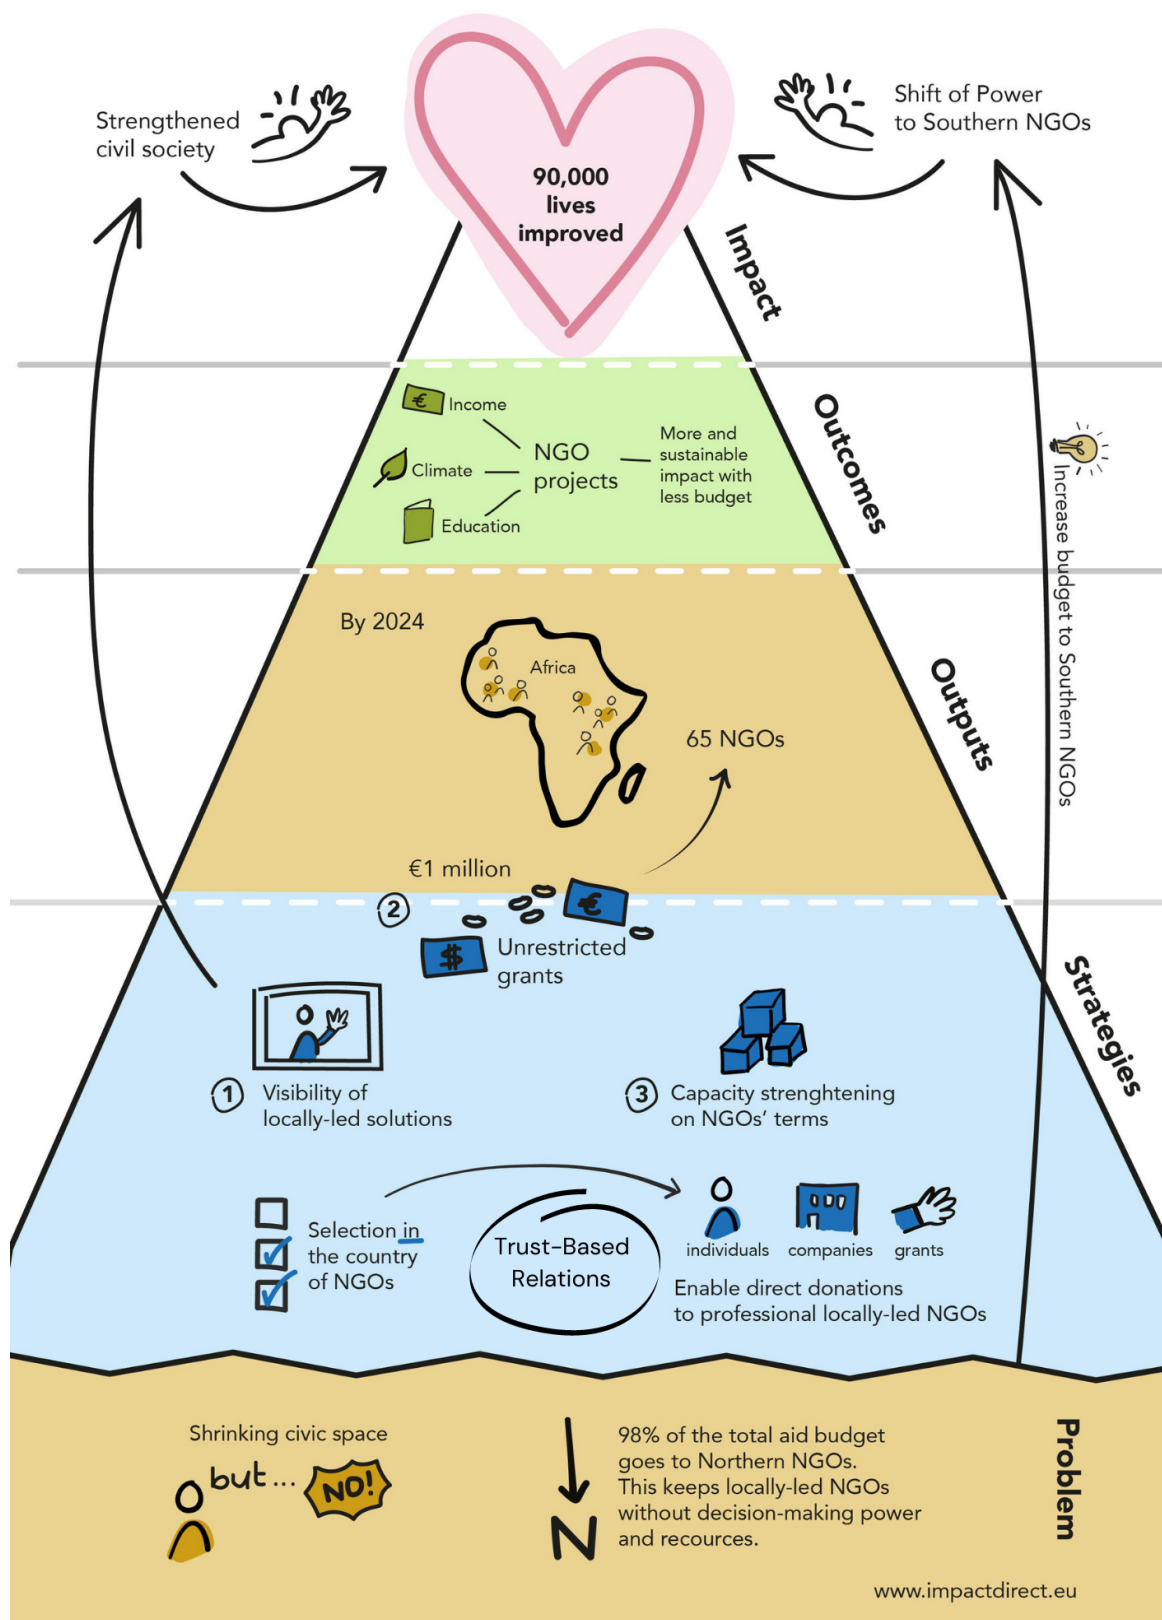 Strengthened
civil society
Shift of Power
to Southern NGOs
90,000
lives
improved
Impact
€
Income
Climate
Education
NGO
projects
More and
sustainable
impact with
less budget
Outcomes
Increase budget to Southern NGOs
By 2024
Africa
65 NGOs
Outputs
€1 million
2
€
$
Unrestricted
grants
1
Visibility of
locally-led solutions
3
Capacity strenghtening
on NGOs' terms
Strategies
Selection in
the country
of NGOs
Trust-Based
Relations
individuals
companies
grants
Enable direct donations
to professional locally-led NGOs
Shrinking civic space
but...
NO!
N
98% of the total aid budget
goes to Northern NGOs.
This keeps locally-led NGOs
without decision-making power
and recources.
Problem
www.impactdirect.eu